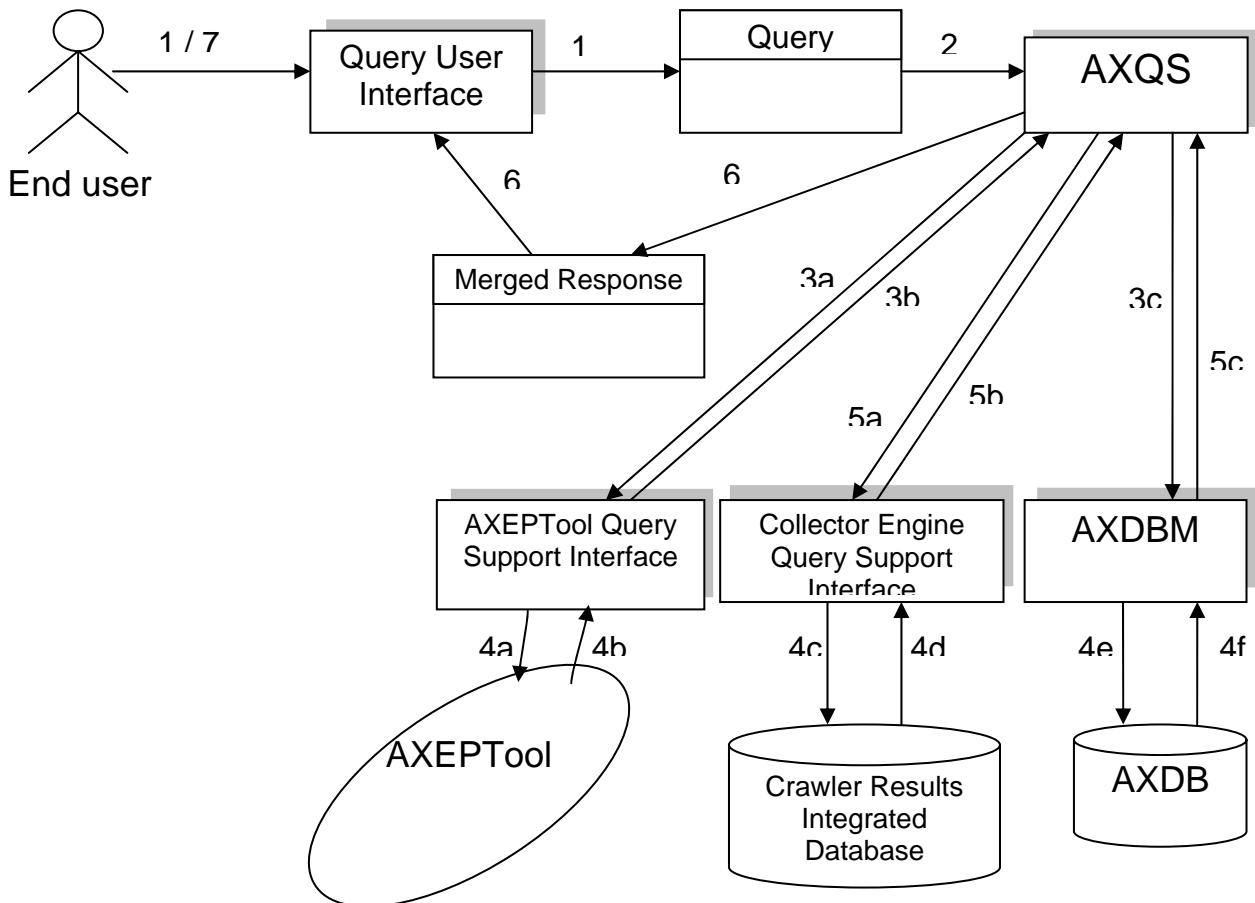 1 / 7
1
Query
2
Query User
Interface
AXQS
End user
6
6
Merged Response
3a
3b
3c
5c
5a
5b
AXEPTool Query
Support Interface
Collector Engine
Query Support
Interface
AXDBM
4a
4b
4c
4d
4e
4f
AXEPTool
Crawler Results
Integrated
Database
AXDB